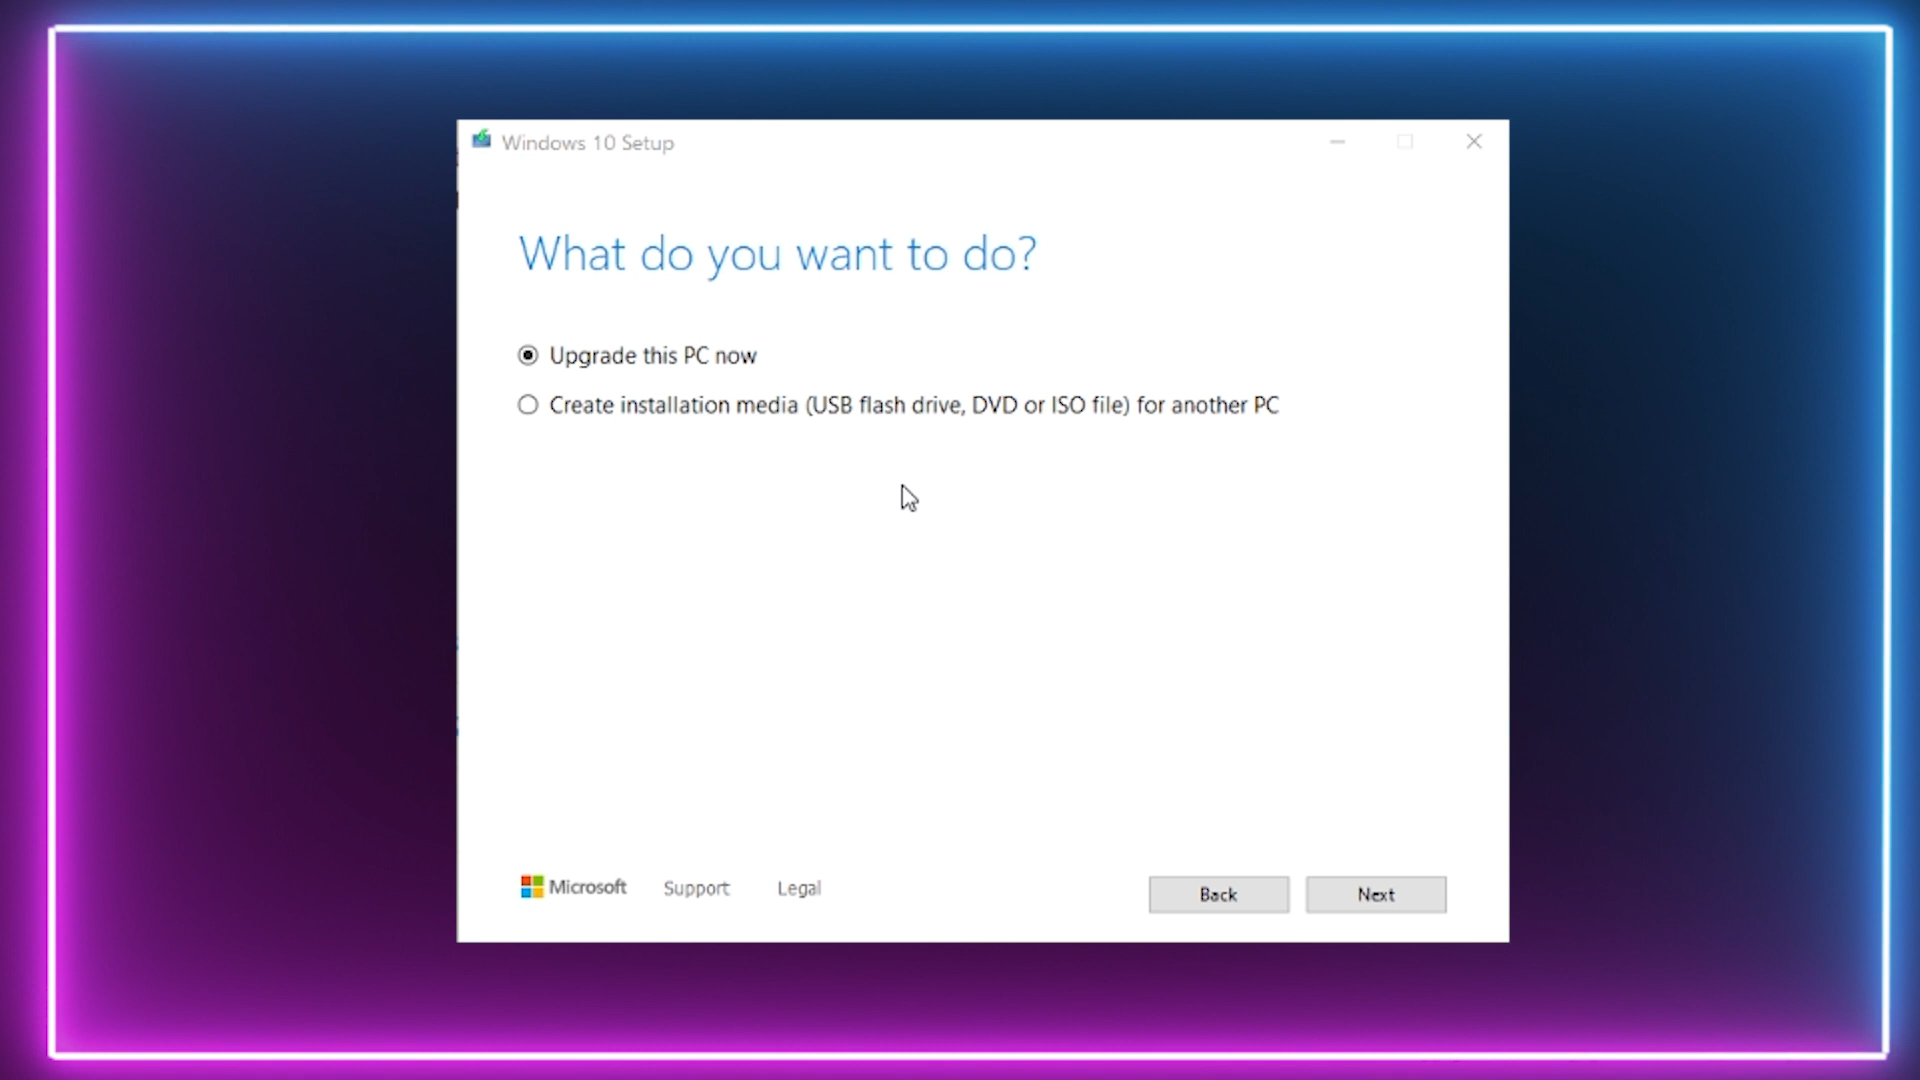 Windows 10 Setup
What do you want to do?
Upgrade this PC now
Create installation media (USB flash drive, DVD or ISO file) for another PC
Microsoft Support Legal Back Next